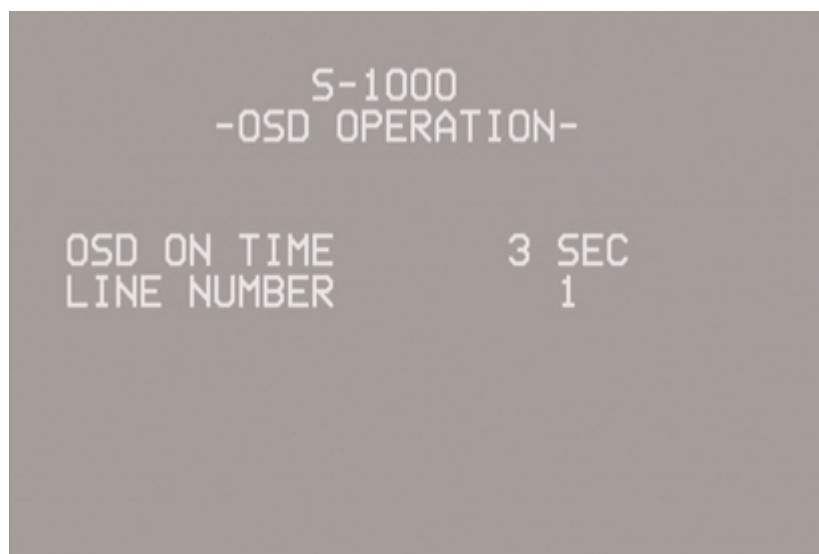 S-1000
-OSD OPERATION-
OSD ON TIME 3 SEC
LINE NUMBER 1